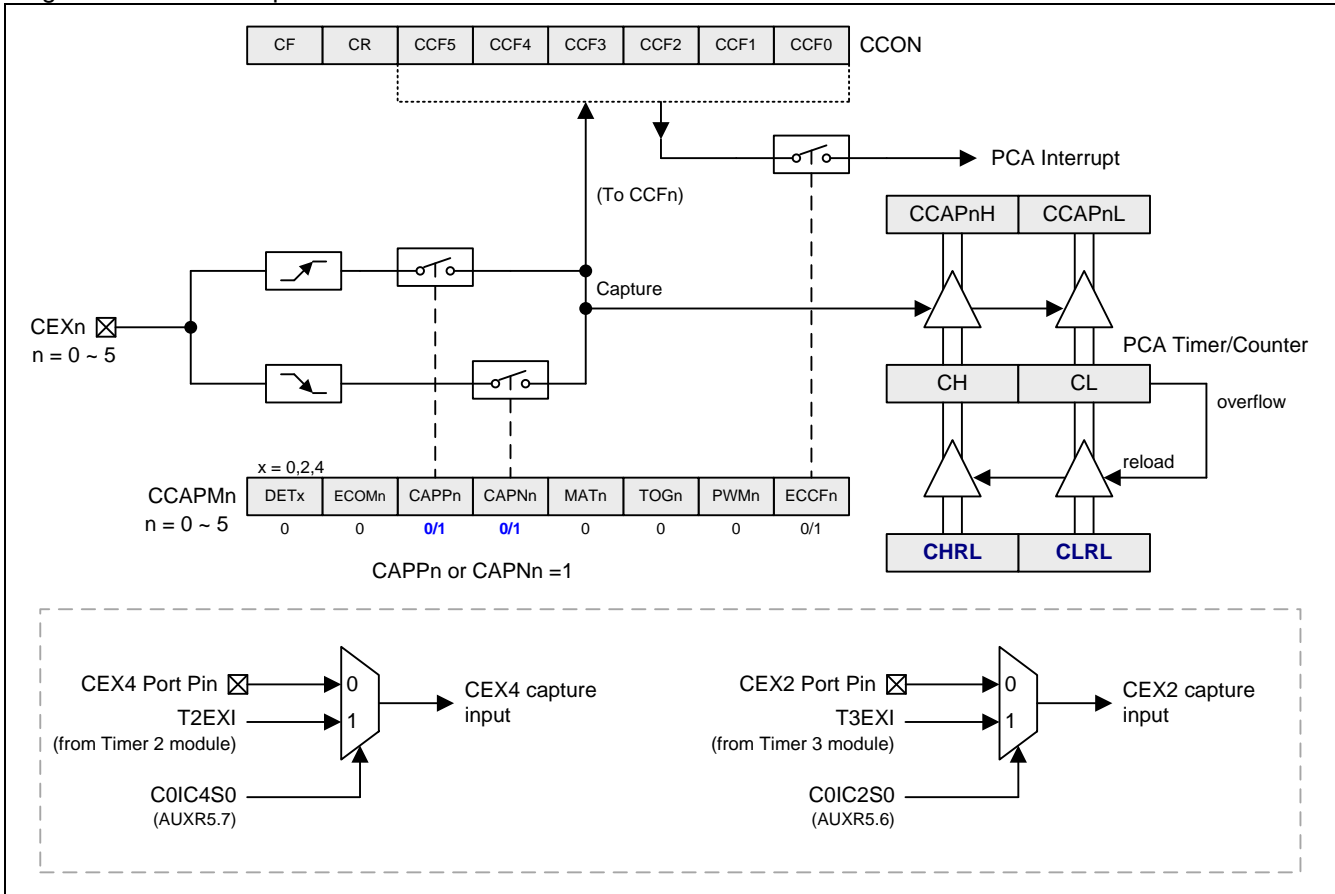 CF CR CCF5 CCF4 CCF3 CCF2 CCF1 CCF0 CCON
PCA Interrupt
(To CCFn)
CCAPnH CCAPnL
Capture
CEXn
n = 0 ~ 5
PCA Timer/Counter
CH CL
overflow
reload
x = 0,2,4
CCAPMn DETx ECOMn CAPPn CAPNn MATn TOGn PWMn ECCFn
n = 0 ~ 5 0 0 0/1 0/1 0 0 0 0/1
CHRL CLRL
CAPPn or CAPNn =1
CEX4 Port Pin 0
T2EXI 1
(from Timer 2 module)
CEX4 capture
input
C0IC4S0
(AUXR5.7)
CEX2 Port Pin 0
T3EXI 1
(from Timer 3 module)
CEX2 capture
input
C0IC2S0
(AUXR5.6)